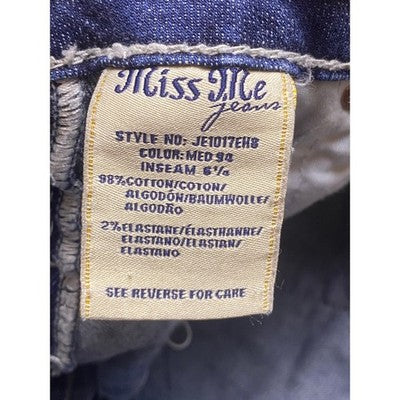 Miss Me
jeans
STYLE NO: JE1017EH8
COLOR: MED 94
INSEAM 6¼
98% COTTON/COTON/
ALGODÓN/BAUMWOLLE/
ALGODÃO
2% ELASTANE/ÉLASTHANNE/
ELASTANO/ELASTAN/
ELASTANO
SEE REVERSE FOR CARE